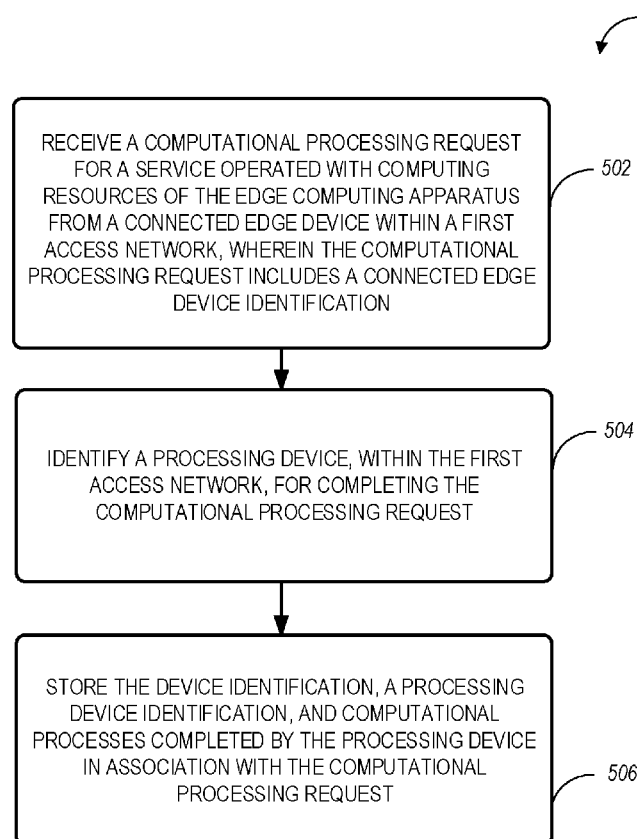 RECEIVE A COMPUTATIONAL PROCESSING REQUEST
FOR A SERVICE OPERATED WITH COMPUTING
RESOURCES OF THE EDGE COMPUTING APPARATUS
FROM A CONNECTED EDGE DEVICE WITHIN A FIRST
ACCESS NETWORK, WHEREIN THE COMPUTATIONAL
PROCESSING REQUEST INCLUDES A CONNECTED EDGE
DEVICE IDENTIFICATION
502
IDENTIFY A PROCESSING DEVICE, WITHIN THE FIRST
ACCESS NETWORK, FOR COMPLETING THE
COMPUTATIONAL PROCESSING REQUEST
504
STORE THE DEVICE IDENTIFICATION, A PROCESSING
DEVICE IDENTIFICATION, AND COMPUTATIONAL
PROCESSES COMPLETED BY THE PROCESSING DEVICE
IN ASSOCIATION WITH THE COMPUTATIONAL
PROCESSING REQUEST
506